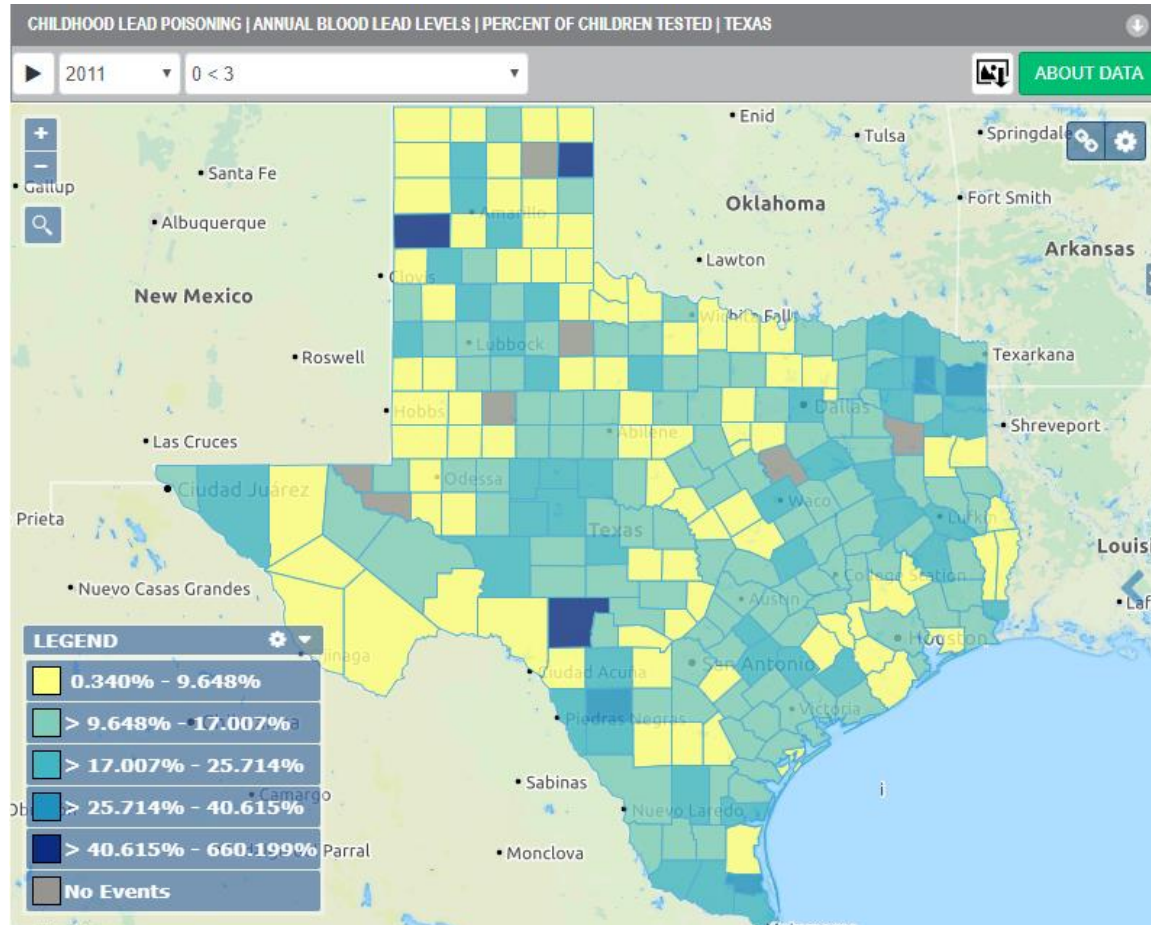 CHILDHOOD LEAD POISONING | ANNUAL BLOOD LEAD LEVELS | PERCENT OF CHILDREN TESTED | TEXAS
2011
0 < 3
ABOUT DATA
+
−
Enid
Tulsa
Springdale
Gallup
Santa Fe
Albuquerque
Amarillo
Oklahoma
Fort Smith
Arkansas
Lawton
Clovis
New Mexico
Roswell
Lubbock
Texarkana
Hobbs
Dallas
Las Cruces
Abilene
Shreveport
Ciudad Juárez
Odessa
Prieta
Waco
Texas
Lufkin
Louisi
Nuevo Casas Grandes
College Station
Austin
Laf
Houston
LEGEND
San Antonio
Ciudad Acuña
0.340% - 9.648%
> 9.648% - 17.007%
> 17.007% - 25.714%
> 25.714% - 40.615%
> 40.615% - 660.199%
No Events
Piedras Negras
Victoria
Sabinas
Camargo
Nuevo Laredo
Parral
Monclova
i